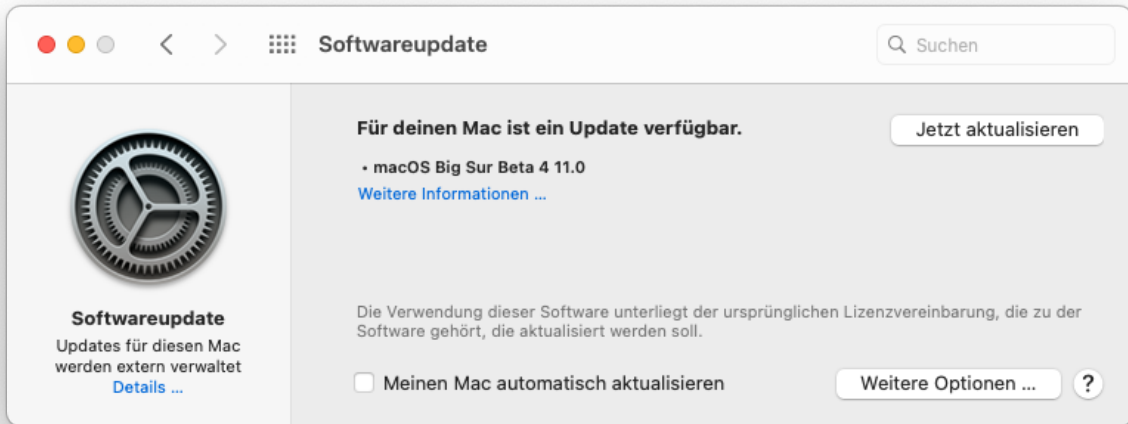 Softwareupdate
Suchen
Für deinen Mac ist ein Update verfügbar.
Jetzt aktualisieren
• macOS Big Sur Beta 4 11.0
Weitere Informationen ...
Softwareupdate
Updates für diesen Mac
werden extern verwaltet
Details ...
Die Verwendung dieser Software unterliegt der ursprünglichen Lizenzvereinbarung, die zu der
Software gehört, die aktualisiert werden soll.
Meinen Mac automatisch aktualisieren
Weitere Optionen ...
?